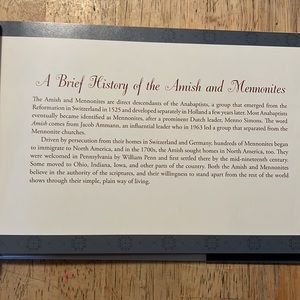 A Brief History of the Amish and Mennonites
The Amish and Mennonites are direct descendants of the Anabaptists, a group that emerged from the
Reformation in Switzerland in 1525 and developed separately in Holland a few years later. Most Anabaptists
eventually became identified as Mennonites, after a prominent Dutch leader, Menno Simons. The word
Amish comes from Jacob Ammann, an influential leader who in 1963 led a group that separated from the
Mennonite churches.
Driven by persecution from their homes in Switzerland and Germany, hundreds of Mennonites began
to immigrate to North America, and in the 1700s, the Amish sought homes in North America, too. They
were welcomed in Pennsylvania by William Penn and first settled there by the mid-nineteenth century.
Some moved to Ohio, Indiana, Iowa, and other parts of the country. Both the Amish and Mennonites
believe in the authority of the scriptures, and their willingness to stand apart from the rest of the world
shows through their simple, plain way of living.